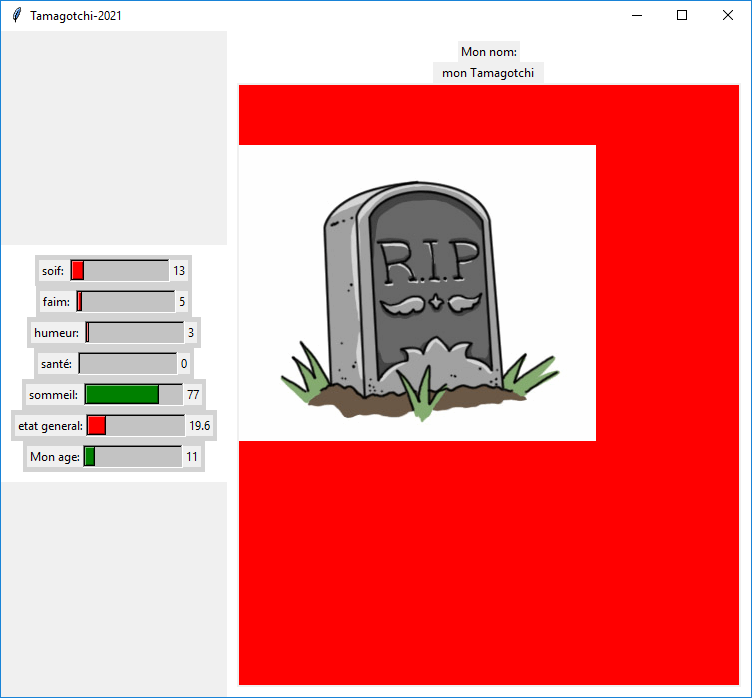 Tamagotchi-2021
Mon nom:
mon Tamagotchi
R.I.P
soif: 13
faim: 5
humeur: 3
santé: 0
sommeil: 77
etat general: 19.6
Mon age: 11